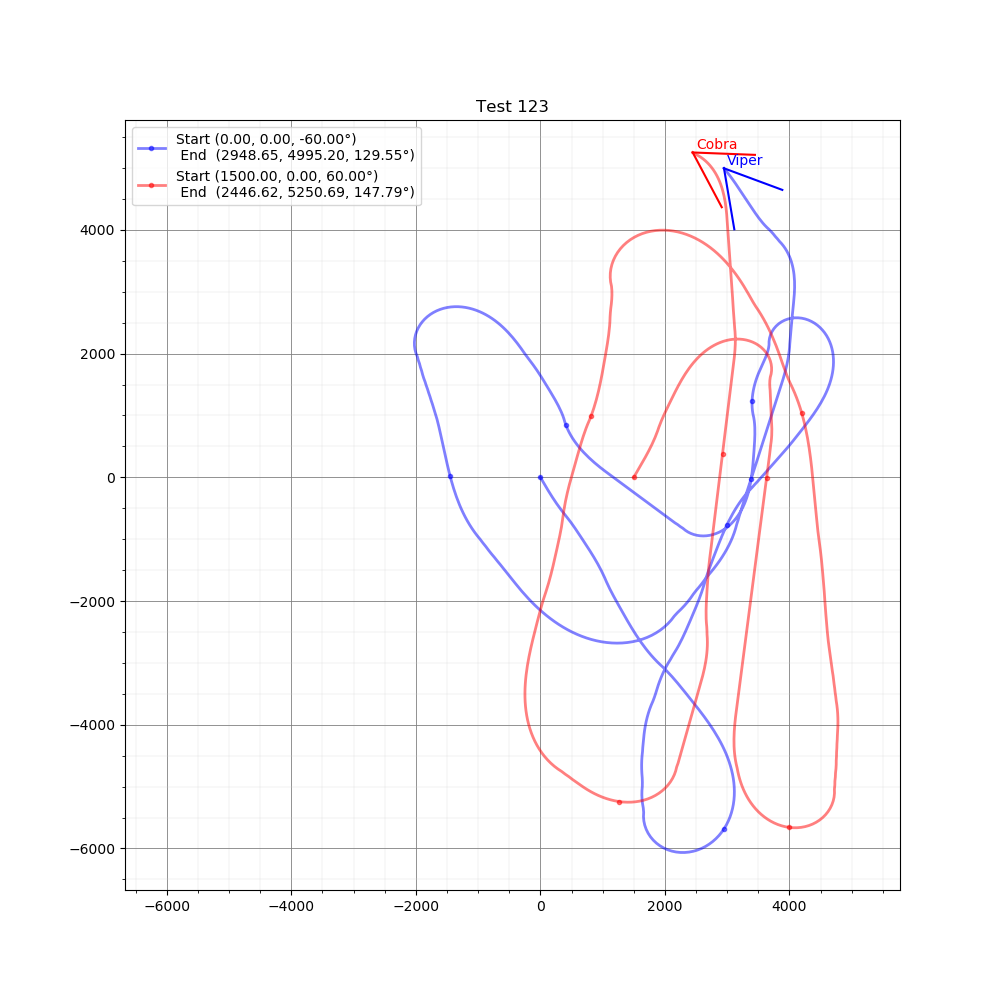 Test 123
Start (0.00, 0.00, -60.00°)
End (2948.65, 4995.20, 129.55°)
Start (1500.00, 0.00, 60.00°)
End (2446.62, 5250.69, 147.79°)
Cobra
Viper
4000
2000
0
−2000
−4000
−6000
−6000 −4000 −2000 0 2000 4000